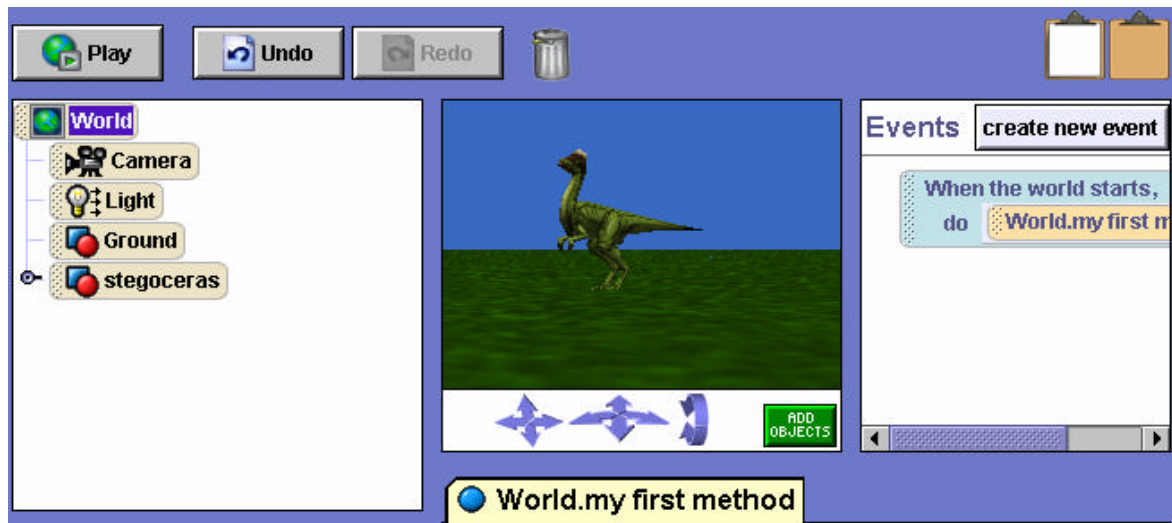 Play
Undo
Redo
World
Camera
Light
Ground
stegoceras
ADD
OBJECTS
Events
create new event
When the world starts,
do World.my first m
World.my first method